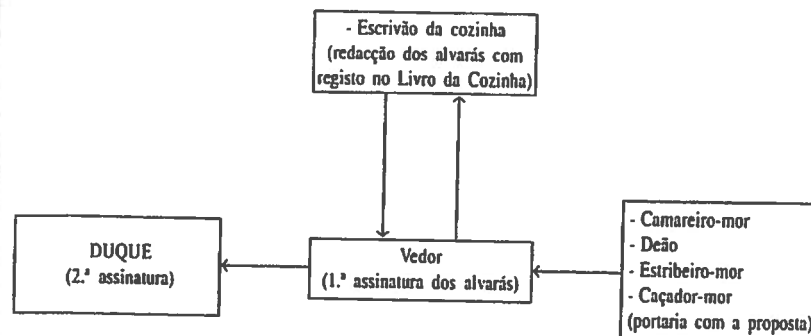 - Escrivão da cozinha
(redacção dos alvarás com
registo no Livro da Cozinha)
DUQUE
(2.ª assinatura)
Vedor
(1.ª assinatura dos alvarás)
- Camareiro-mor
- Deão
- Estribeiro-mor
- Caçador-mor
(portaria com a proposta)